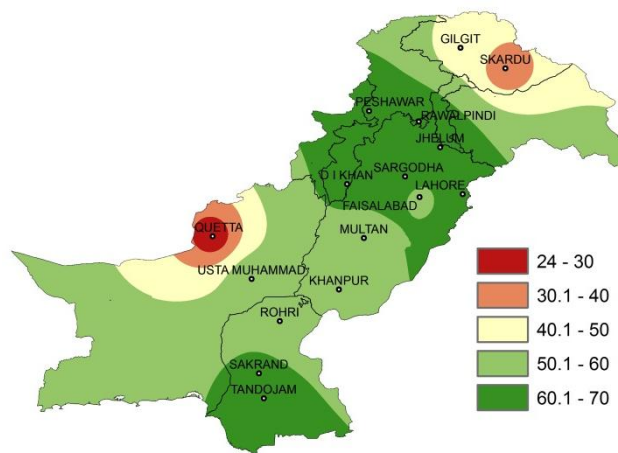 GILGIT
SKARDU
PESHAWAR
RAWALPINDI
JHELUM
SARGODHA
D I KHAN
LAHORE
FAISALABAD
QUETTA
MULTAN
USTA MUHAMMAD
KHANPUR
ROHRI
SAKRAND
TANDOJAM
24 - 30
30.1 - 40
40.1 - 50
50.1 - 60
60.1 - 70